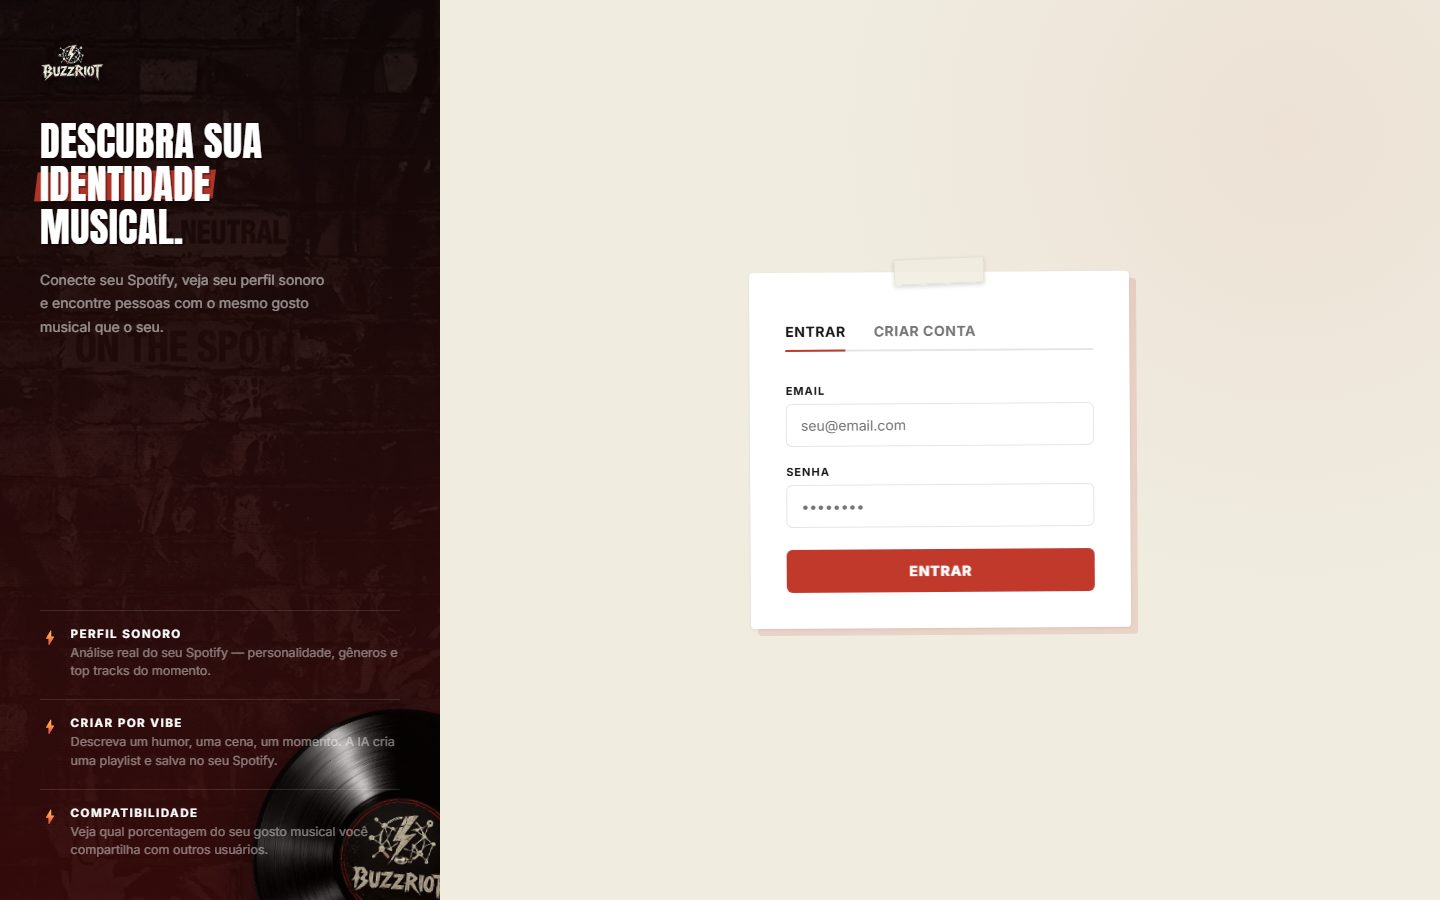 BUZZRIOT
DESCUBRA SUA
IDENTIDADE
MUSICAL.
NEUTRAL
Conecte seu Spotify, veja seu perfil sonoro
e encontre pessoas com o mesmo gosto
musical que o seu.
ON THE SPOT
PERFIL SONORO
Análise real do seu Spotify — personalidade, gêneros e
top tracks do momento.
CRIAR POR VIBE
Descreva um humor, uma cena, um momento. A IA cria
uma playlist e salva no seu Spotify.
COMPATIBILIDADE
Veja qual porcentagem do seu gosto musical você
compartilha com outros usuários.
BUZZRIOT
ENTRAR CRIAR CONTA
EMAIL
seu@email.com
SENHA
••••••••
ENTRAR